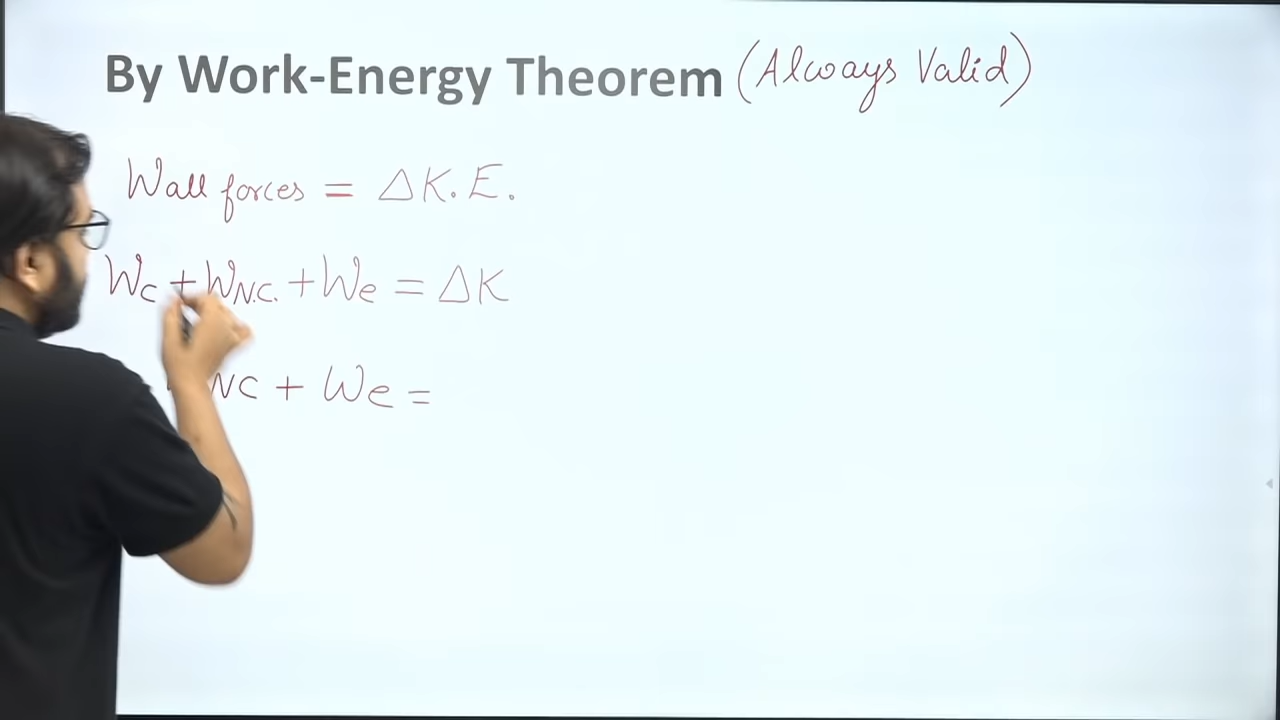 By Work-Energy Theorem (Always Valid)
Wall forces = ΔK.E.
Wc + WN.C. + We = ΔK
NC + We =